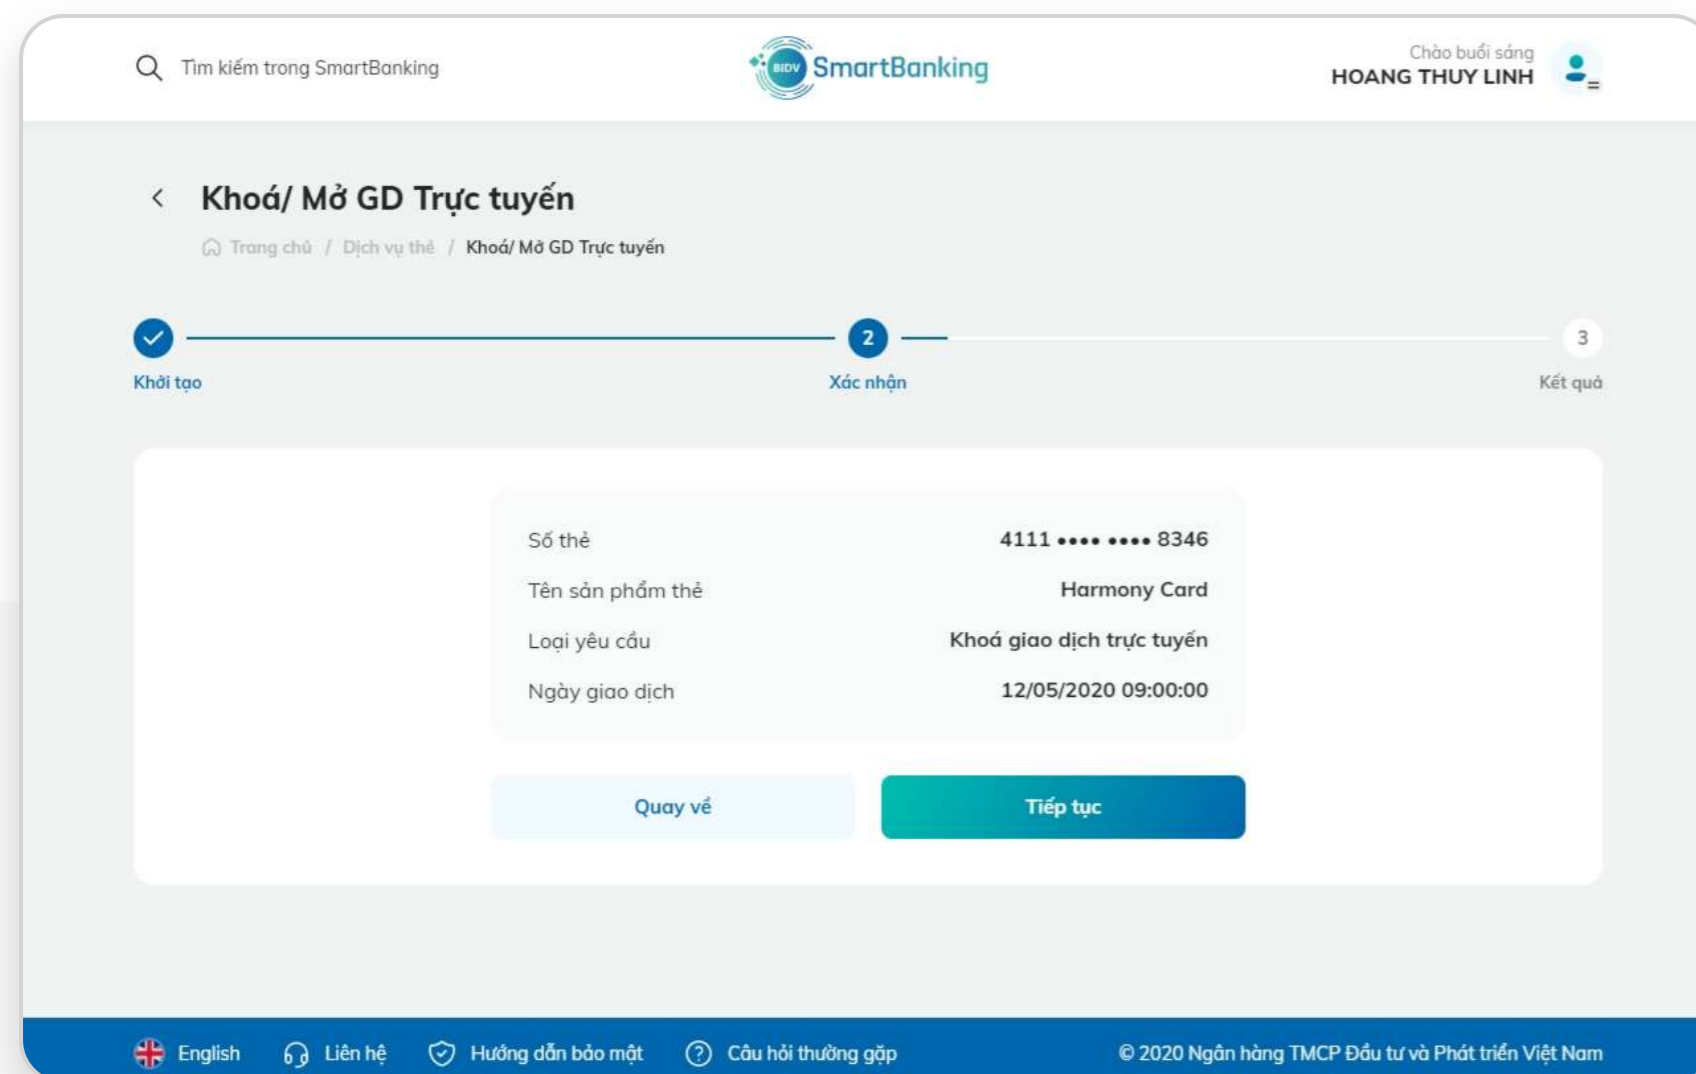 Tìm kiếm trong SmartBanking
BIDV SmartBanking
Chào buổi sáng
HOANG THUY LINH
Khoá/ Mở GD Trực tuyến
Trang chủ / Dịch vụ thẻ / Khoá/ Mở GD Trực tuyến
2
3
Khởi tạo
Xác nhận
Kết quả
Số thẻ 4111 •••• •••• 8346
Tên sản phẩm thẻ Harmony Card
Loại yêu cầu Khoá giao dịch trực tuyến
Ngày giao dịch 12/05/2020 09:00:00
Quay về Tiếp tục
English Liên hệ Hướng dẫn bảo mật ? Câu hỏi thường gặp © 2020 Ngân hàng TMCP Đầu tư và Phát triển Việt Nam